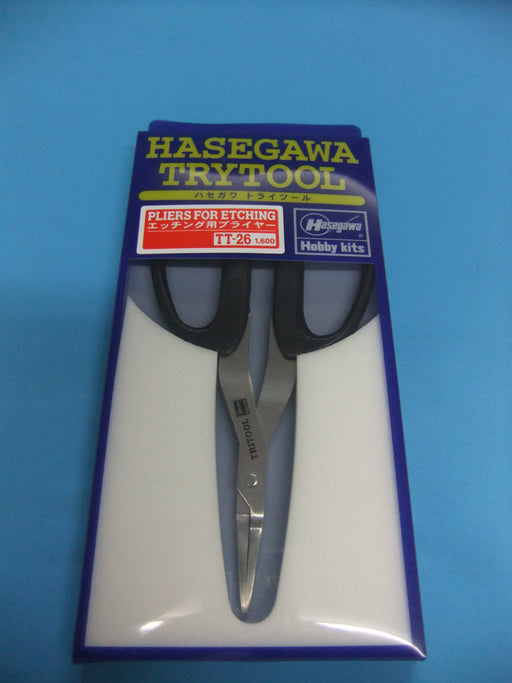 HASEGAWA
TRYTOOL
ハセガワ トライツール
PLIERS FOR ETCHING
エッチング用プライヤー
TT-26 1,600
Hasegawa
Hobby kits
TRITOOL